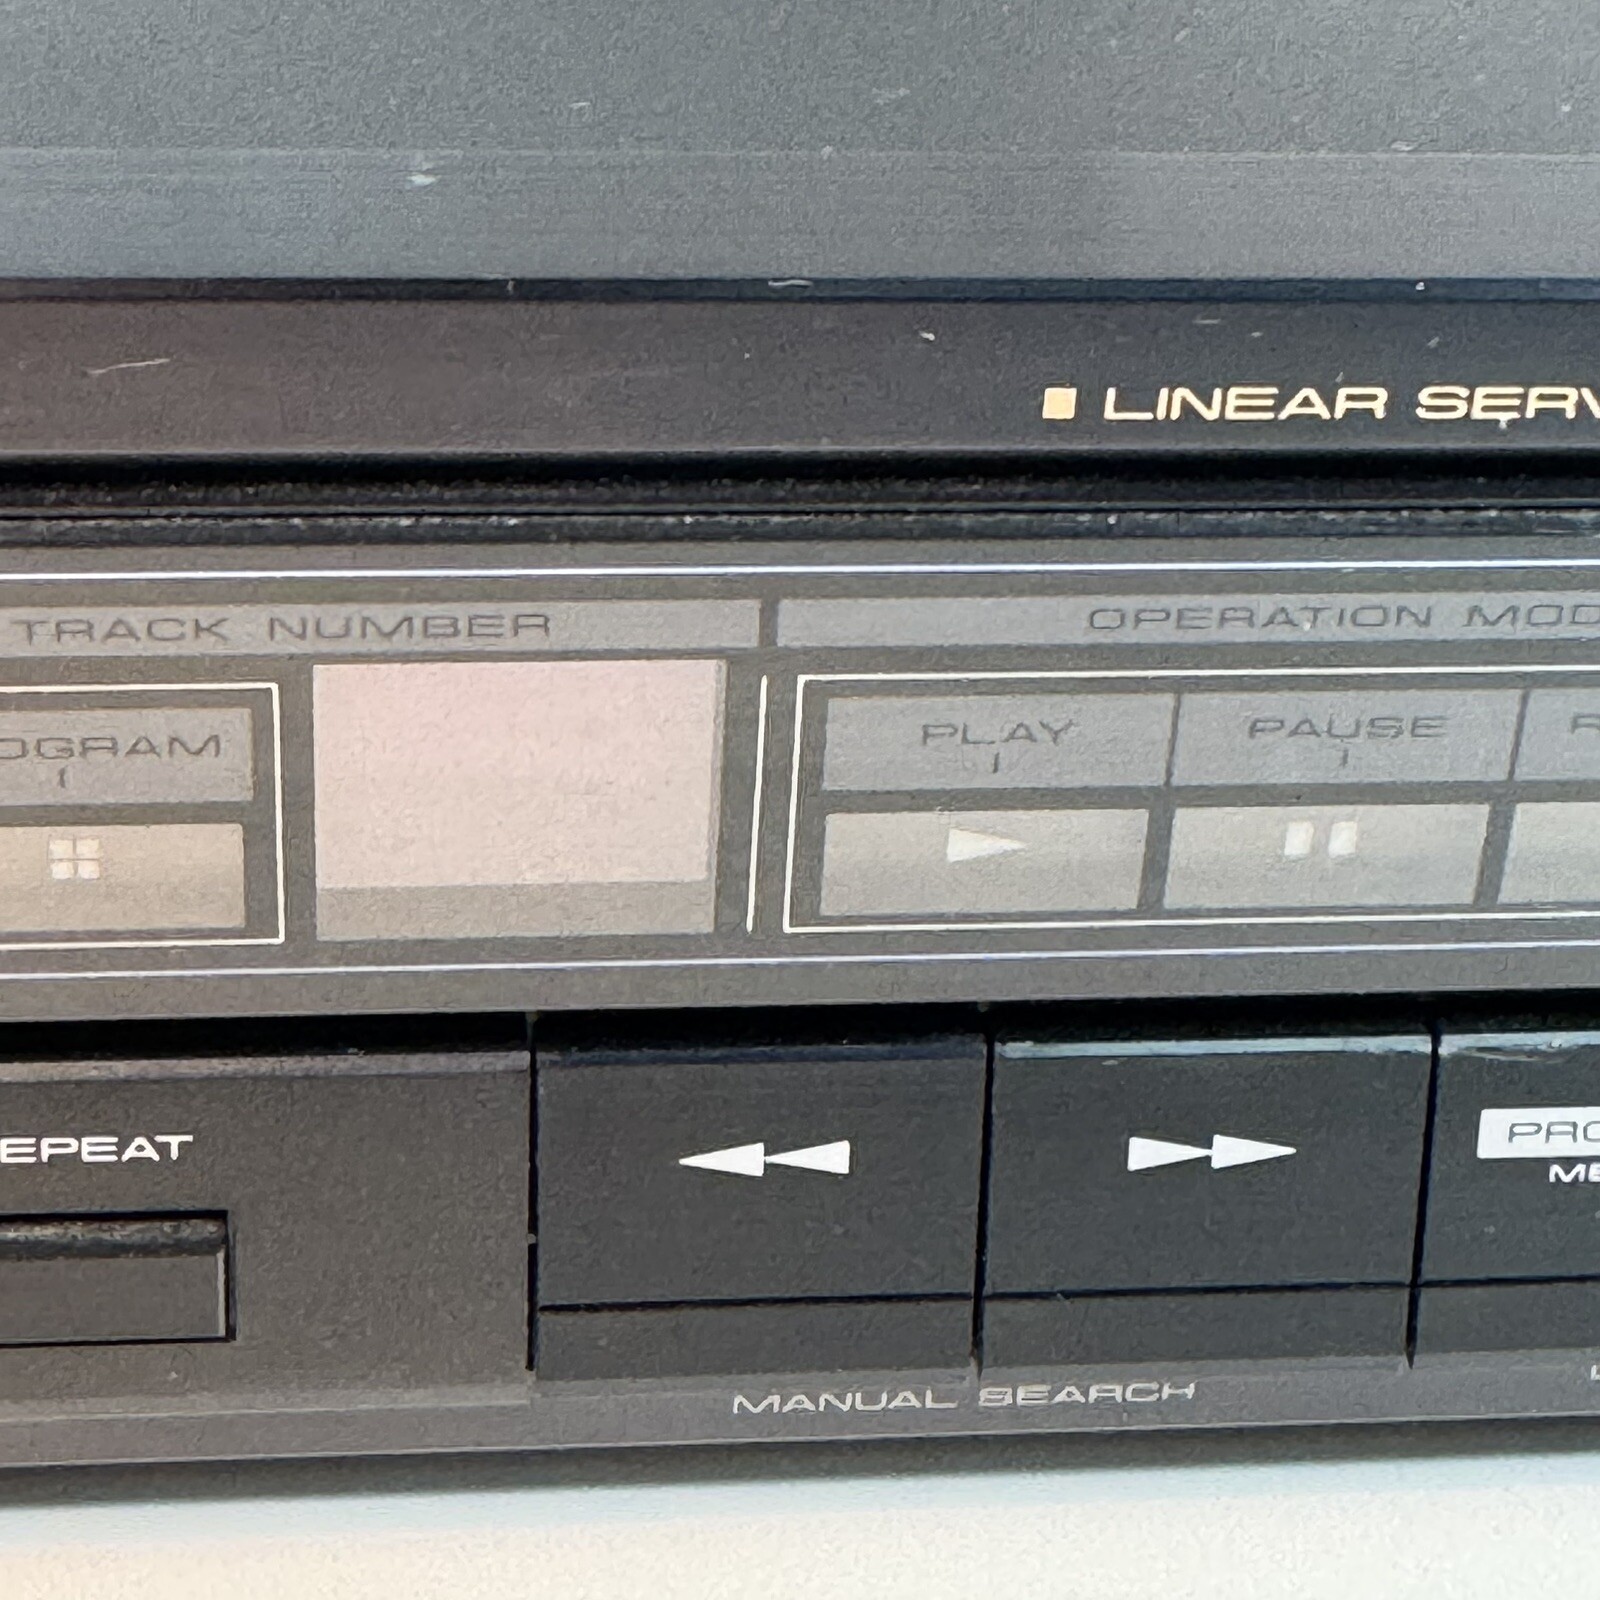 LINEAR SERV
TRACK NUMBER
OPERATION MOD
OGRAM
PLAY
PAUSE
R
EPEAT
PRO
ME
MANUAL SEARCH